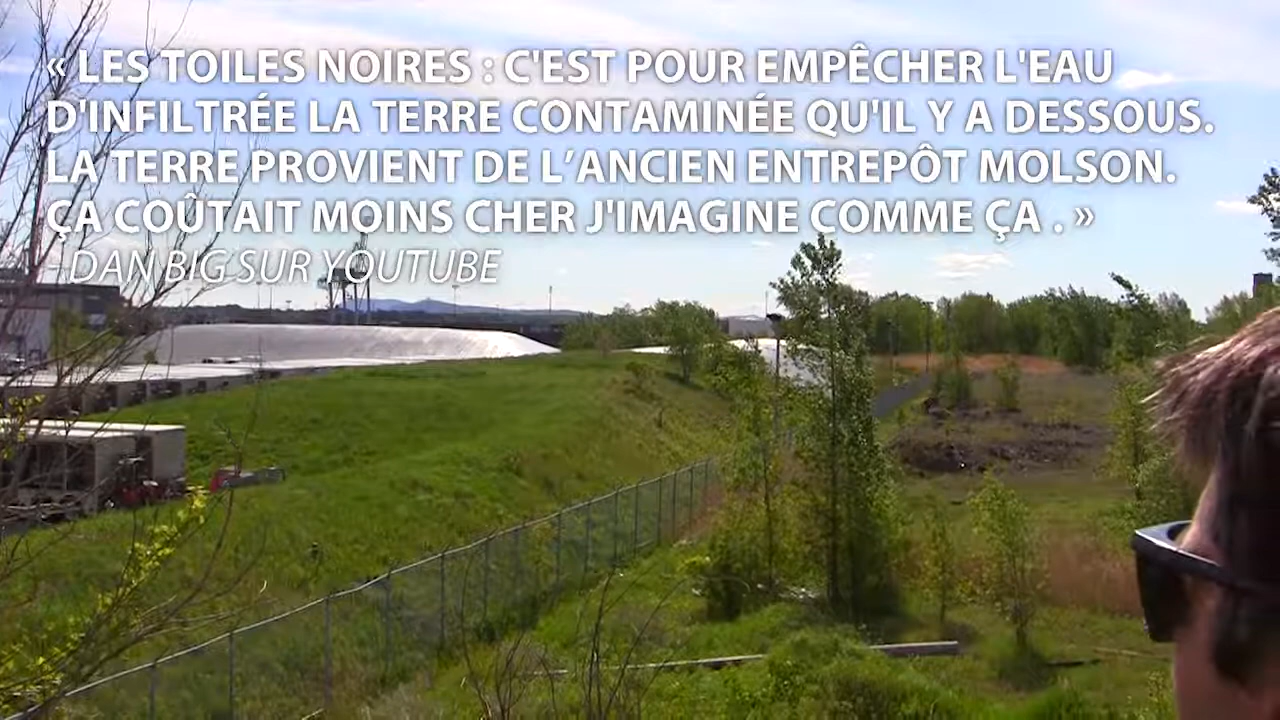 « LES TOILES NOIRES : C'EST POUR EMPÊCHER L'EAU
D'INFILTRÉE LA TERRE CONTAMINÉE QU'IL Y A DESSOUS.
LA TERRE PROVIENT DE L’ANCIEN ENTREPÔT MOLSON.
ÇA COÛTAIT MOINS CHER J'IMAGINE COMME ÇA . »
DAN BIG SUR YOUTUBE